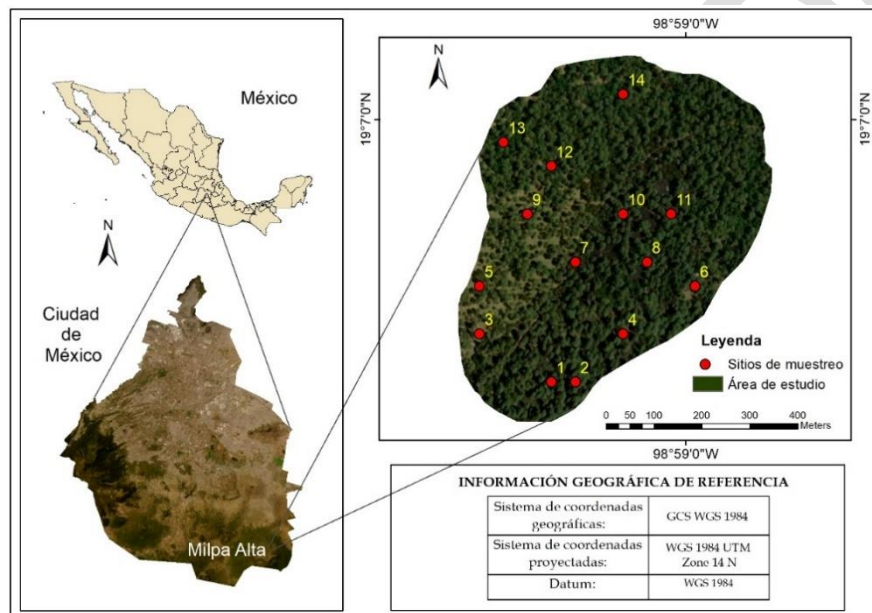 México
N
Ciudad
de
México
Milpa Alta
98°59'0"W
N
19°7'0"N
19°7'0"N
14
13
12
9
10
11
7
8
5
6
3
4
1
2
Leyenda
Sitios de muestreo
Área de estudio
0 50 100 200 300 400
Meters
98°59'0"W
INFORMACIÓN GEOGRÁFICA DE REFERENCIA
Sistema de coordenadas
geográficas:
GCS WGS 1984
Sistema de coordenadas
proyectadas:
WGS 1984 UTM
Zone 14 N
Datum:
WGS 1984